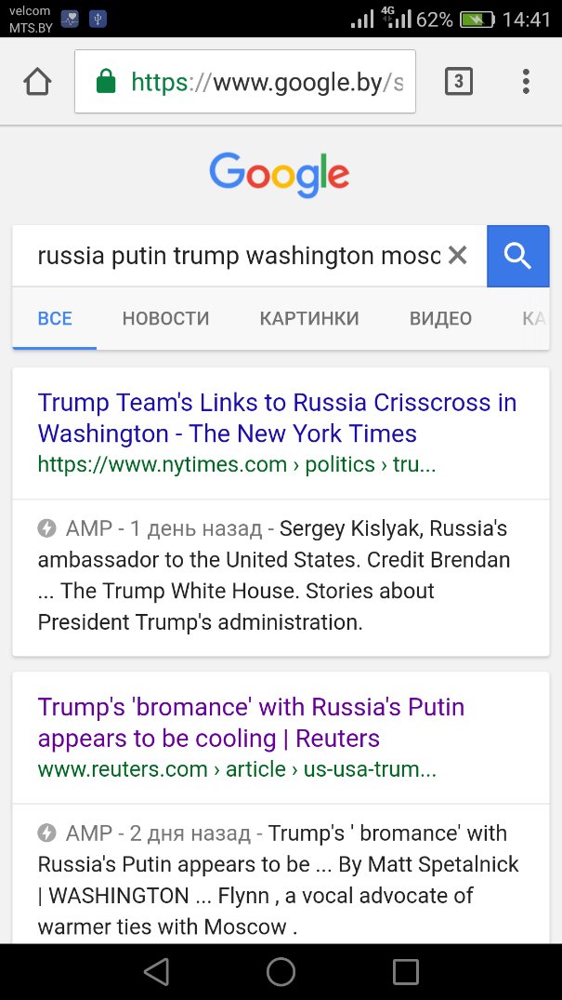 velcom
MTS.BY
4G
62%
14:41
https://www.google.by/s
3
Google
russia putin trump washington mosc
ВСЕ НОВОСТИ КАРТИНКИ ВИДЕО КА
Trump Team's Links to Russia Crisscross in
Washington - The New York Times
https://www.nytimes.com › politics › tru...
AMP - 1 день назад - Sergey Kislyak, Russia's
ambassador to the United States. Credit Brendan
... The Trump White House. Stories about
President Trump's administration.
Trump's 'bromance' with Russia's Putin
appears to be cooling | Reuters
www.reuters.com › article › us-usa-trum...
AMP - 2 дня назад - Trump's ' bromance' with
Russia's Putin appears to be ... By Matt Spetalnick
| WASHINGTON ... Flynn , a vocal advocate of
warmer ties with Moscow .